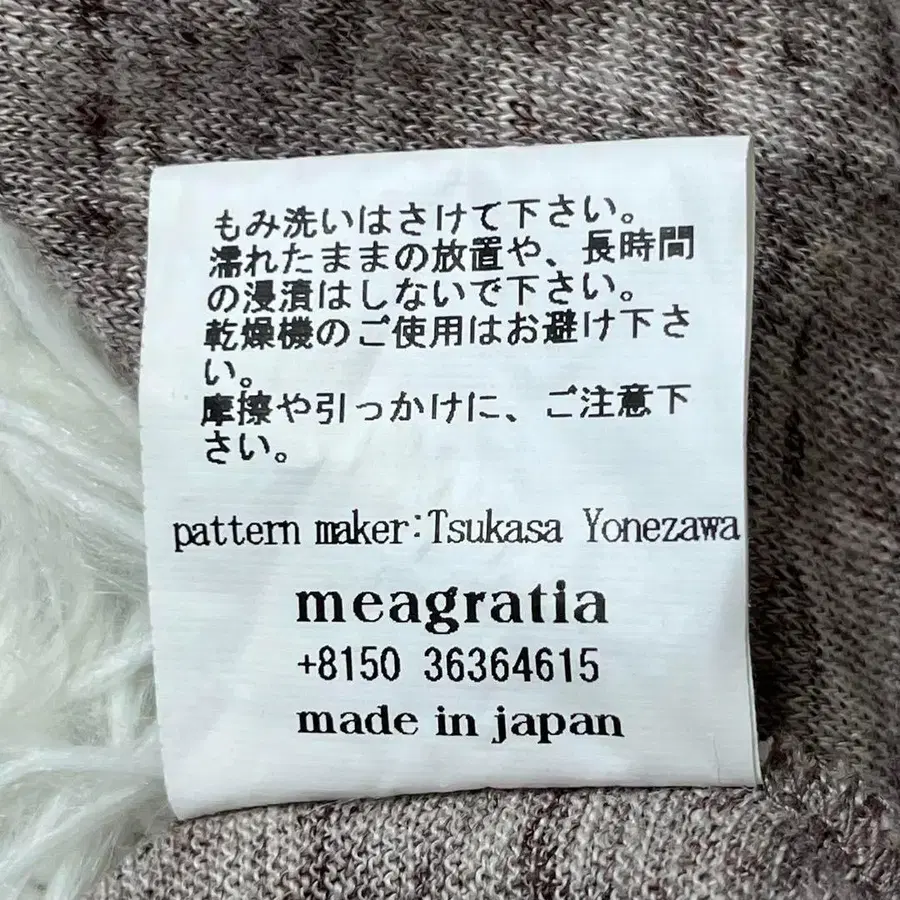 もみ洗いはさけて下さい。
濡れたままの放置や、長時間
の浸漬はしないで下さい。
乾燥機のご使用はお避け下さ
い。
摩擦や引っかけに、ご注意下
さい。
pattern maker:Tsukasa Yonezawa
meagratia
+8150 36364615
made in japan